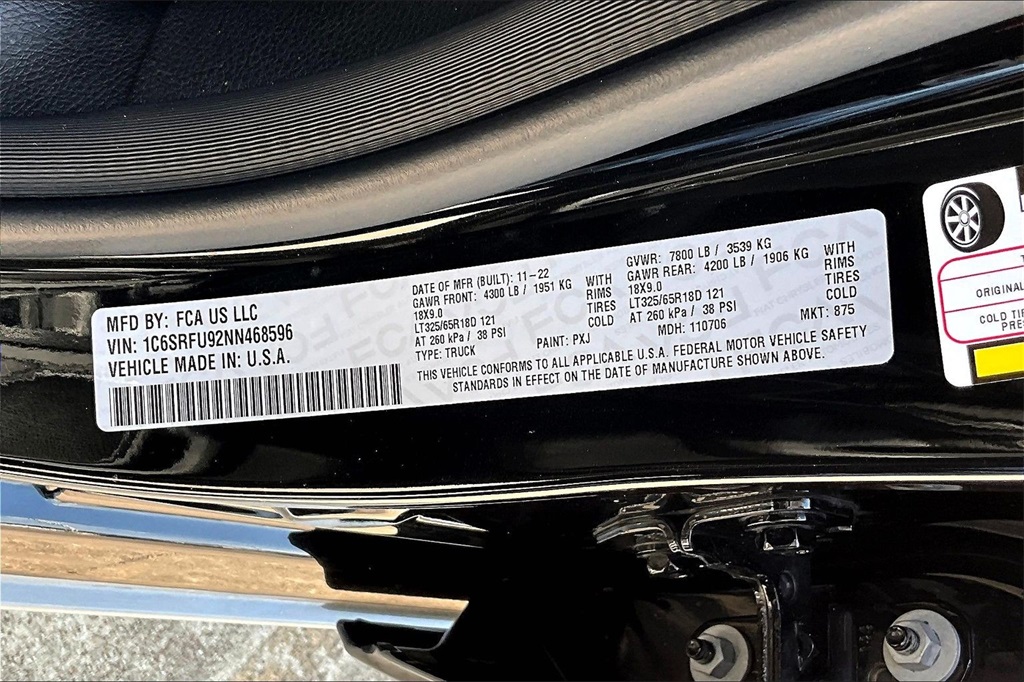 MFD BY: FCA US LLC
VIN: 1C6SRFU92NN468596
VEHICLE MADE IN: U.S.A.
DATE OF MFR (BUILT): 11-22
GAWR FRONT: 4300 LB / 1951 KG WITH
18X9.0 RIMS
LT325/65R18D 121 TIRES
AT 260 kPa / 38 PSI COLD
TYPE: TRUCK PAINT: PXJ
GVWR: 7800 LB / 3539 KG
GAWR REAR: 4200 LB / 1906 KG WITH
18X9.0 RIMS
LT325/65R18D 121 TIRES
AT 260 kPa / 38 PSI COLD
MDH: 110706 MKT: 875
THIS VEHICLE CONFORMS TO ALL APPLICABLE U.S.A. FEDERAL MOTOR VEHICLE SAFETY
STANDARDS IN EFFECT ON THE DATE OF MANUFACTURE SHOWN ABOVE.
ORIGINAL
COLD